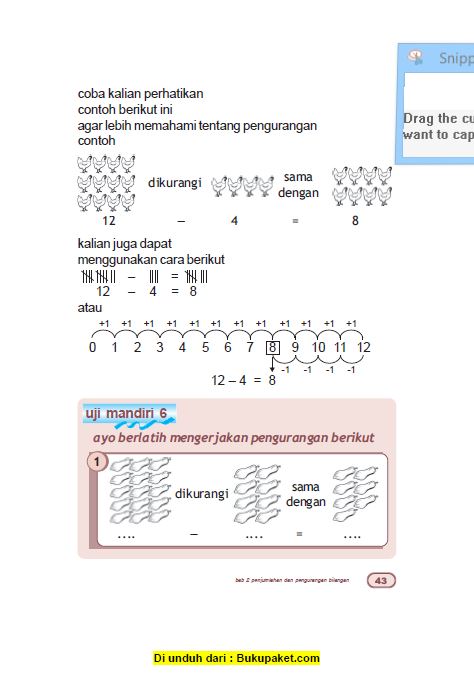 coba kalian perhatikan
contoh berikut ini
agar lebih memahami tentang pengurangan
contoh
dikurangi sama dengan
12 – 4 = 8
kalian juga dapat
menggunakan cara berikut
– =
12 – 4 = 8
atau
+1 +1 +1 +1 +1 +1 +1 +1 +1 +1 +1 +1
0 1 2 3 4 5 6 7 8 9 10 11 12
-1 -1 -1 -1
12 – 4 = 8
uji mandiri 6
ayo berlatih mengerjakan pengurangan berikut
1
dikurangi sama dengan
.... – .... = ....
bab 2 penjumlahan dan pengurangan bilangan 43
Di unduh dari : Bukupaket.com
Snipp
Drag the cu
want to cap